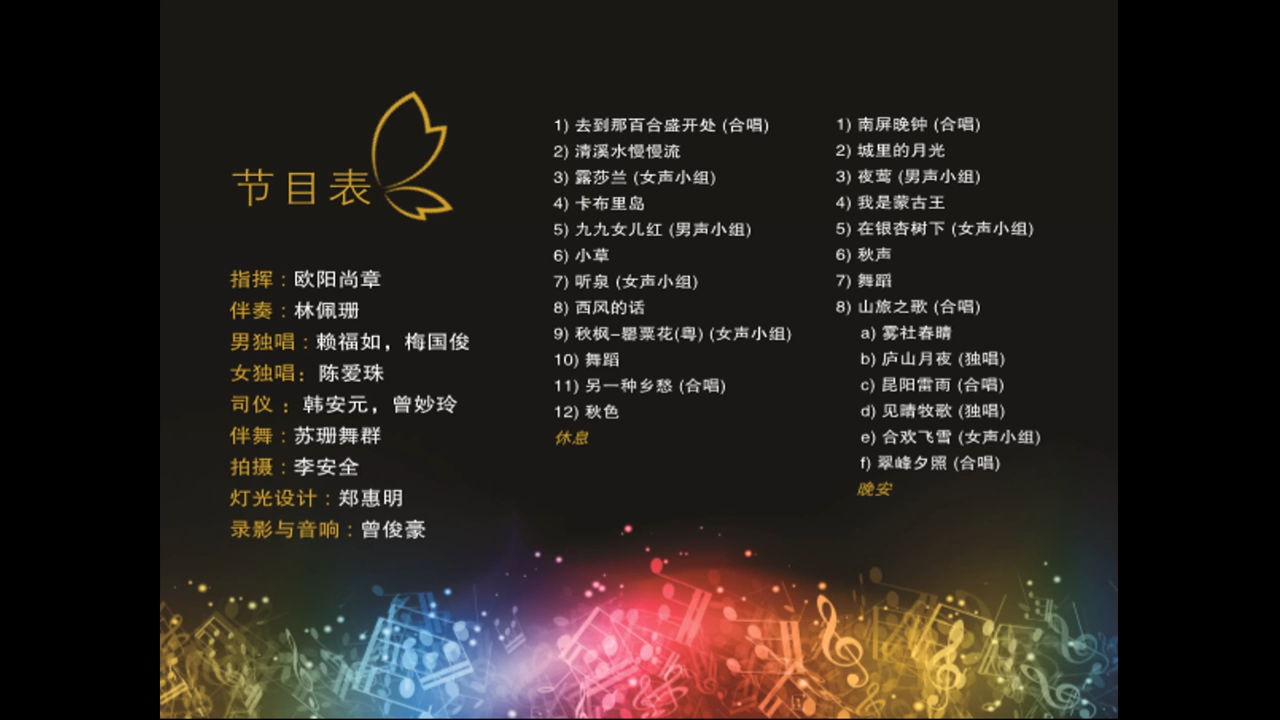 节目表
指挥 : 欧阳尚章
伴奏 : 林佩珊
男独唱 : 赖福如，梅国俊
女独唱： 陈爱珠
司仪 ： 韩安元，曾妙玲
伴舞 : 苏珊舞群
拍摄 : 李安全
灯光设计 : 郑惠明
录影与音响 : 曾俊豪
1) 去到那百合盛开处 (合唱)
2) 清溪水慢慢流
3) 露莎兰 (女声小组)
4) 卡布里岛
5) 九九女儿红 (男声小组)
6) 小草
7) 听泉 (女声小组)
8) 西风的话
9) 秋枫-罂粟花(粤) (女声小组)
10) 舞蹈
11) 另一种乡愁 (合唱)
12) 秋色
休息
1) 南屏晚钟 (合唱)
2) 城里的月光
3) 夜莺 (男声小组)
4) 我是蒙古王
5) 在银杏树下 (女声小组)
6) 秋声
7) 舞蹈
8) 山旅之歌 (合唱)
a) 雾社春晴
b) 庐山月夜 (独唱)
c) 昆阳雷雨 (合唱)
d) 见晴牧歌 (独唱)
e) 合欢飞雪 (女声小组)
f) 翠峰夕照 (合唱)
晚安